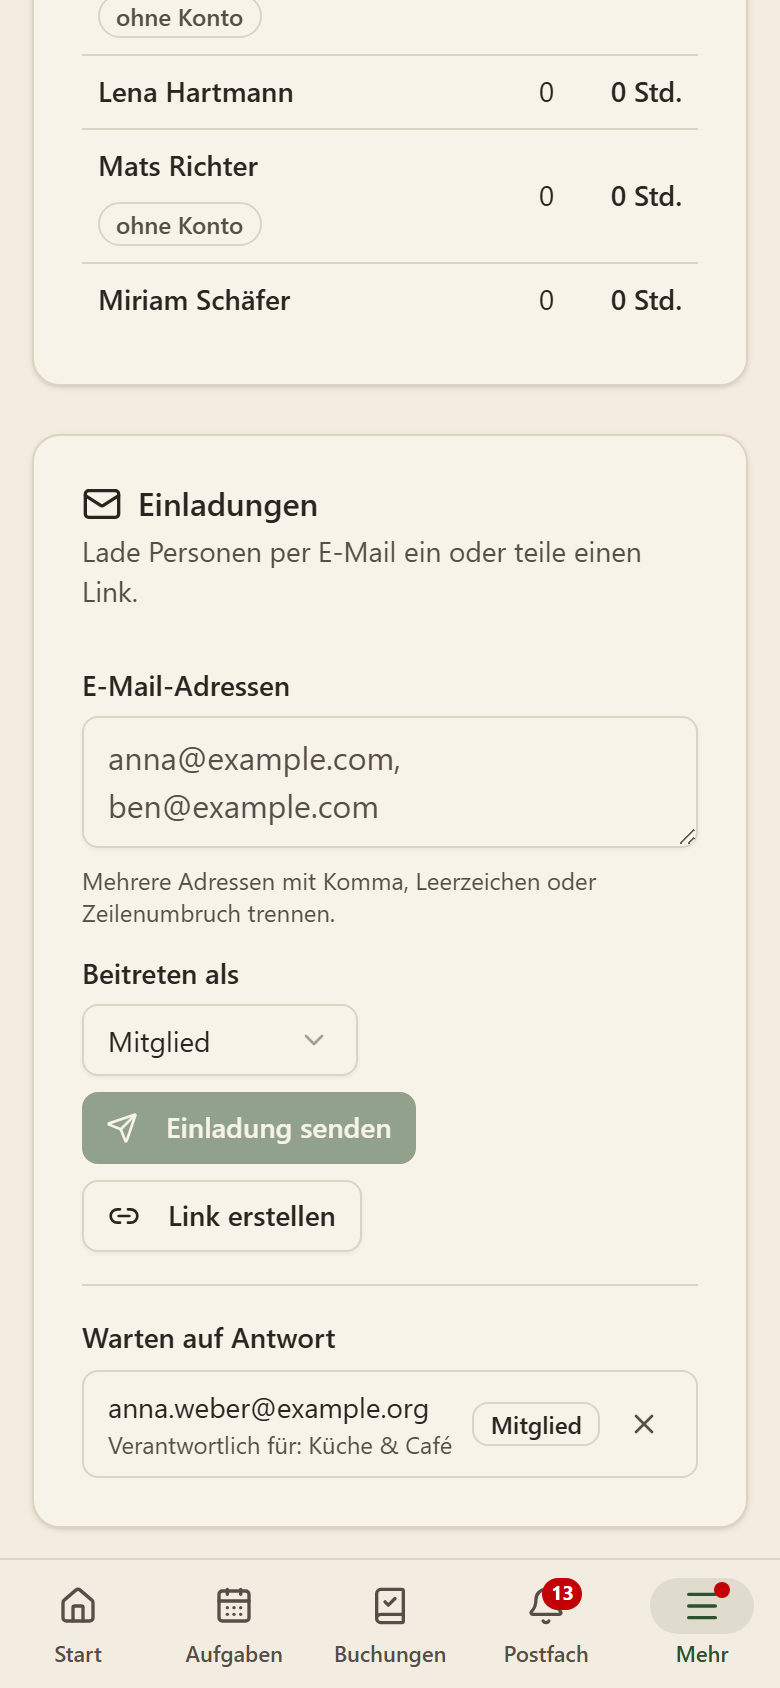 ohne Konto
Lena Hartmann 0 0 Std.
Mats Richter
ohne Konto 0 0 Std.
Miriam Schäfer 0 0 Std.
Einladungen
Lade Personen per E-Mail ein oder teile einen
Link.
E-Mail-Adressen
anna@example.com,
ben@example.com
Mehrere Adressen mit Komma, Leerzeichen oder
Zeilenumbruch trennen.
Beitreten als
Mitglied
Einladung senden
Link erstellen
Warten auf Antwort
anna.weber@example.org
Verantwortlich für: Küche & Café
Mitglied
13
Start Aufgaben Buchungen Postfach Mehr